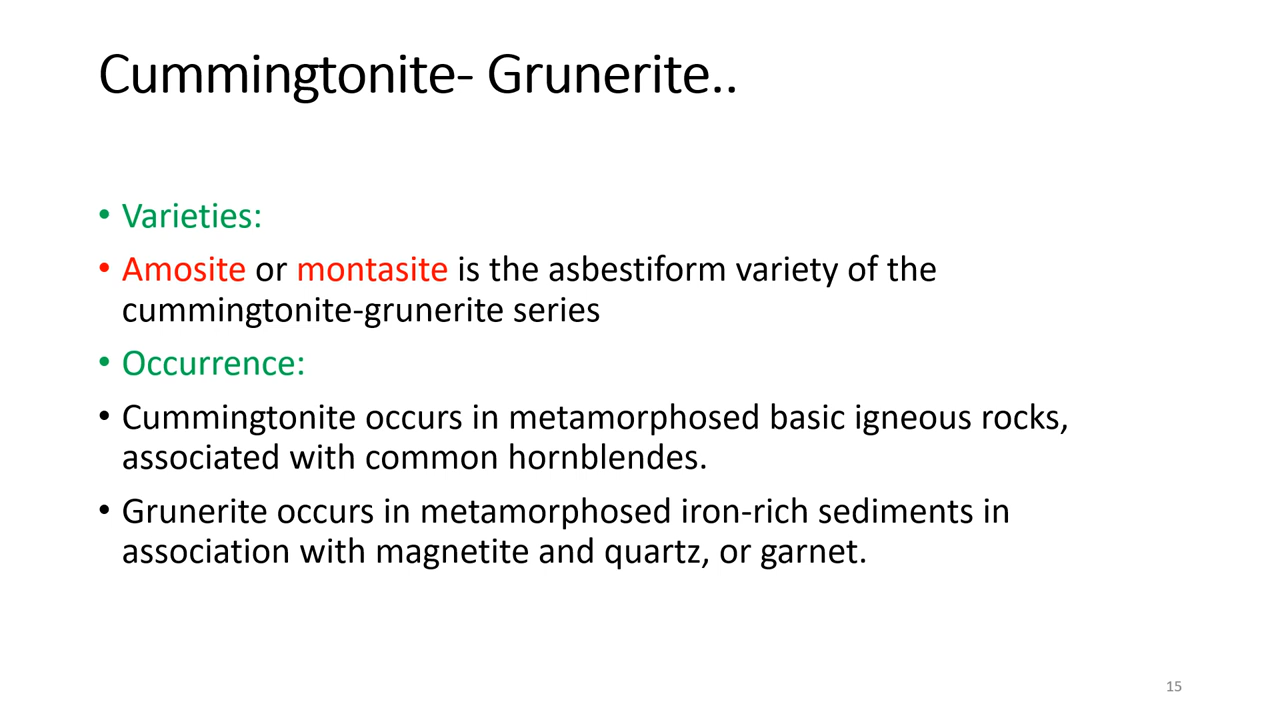 Cummingtonite- Grunerite..
• Varieties:
• Amosite or montasite is the asbestiform variety of the
cummingtonite-grunerite series
• Occurrence:
• Cummingtonite occurs in metamorphosed basic igneous rocks,
associated with common hornblendes.
• Grunerite occurs in metamorphosed iron-rich sediments in
association with magnetite and quartz, or garnet.
15